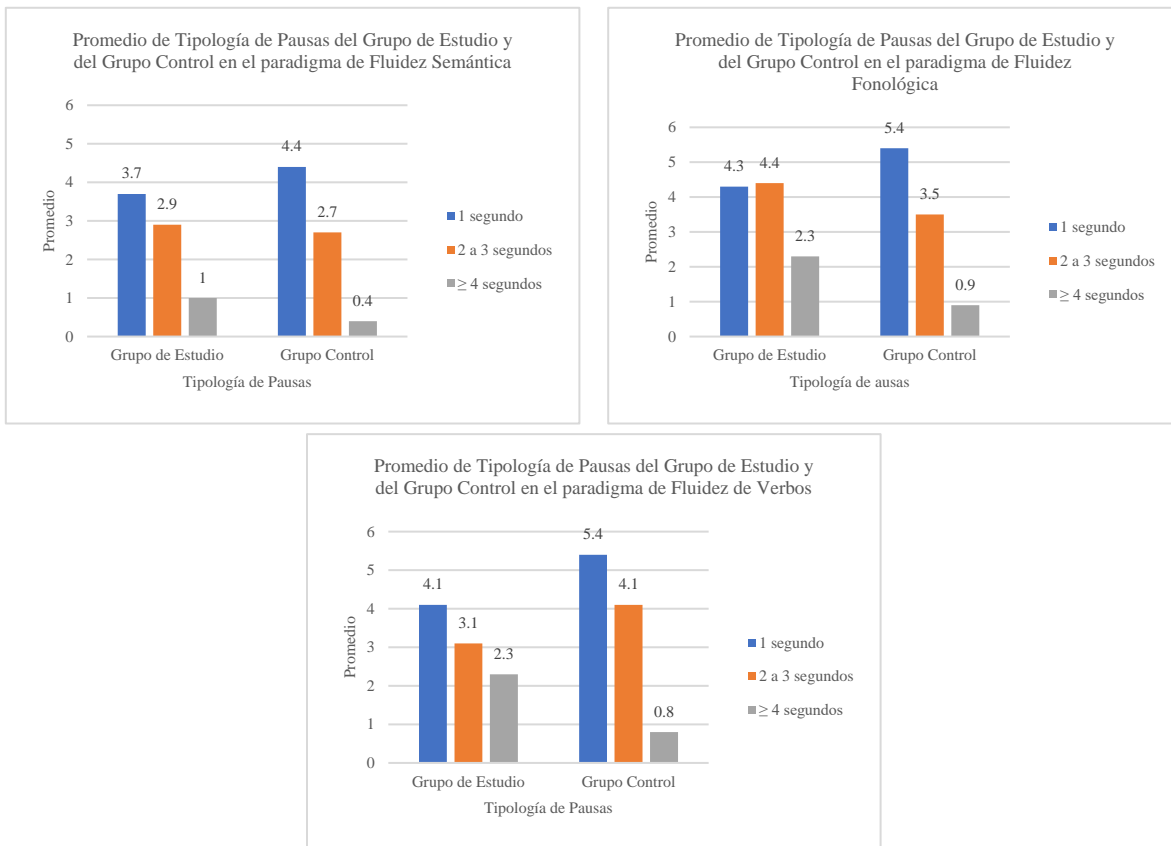 Promedio de Tipología de Pausas del Grupo de Estudio y
del Grupo Control en el paradigma de Fluidez Semántica
6
5
4
3
2
1
0
Promedio
3.7
2.9
1
4.4
2.7
0.4
Grupo de Estudio
Grupo Control
Tipología de Pausas
1 segundo
2 a 3 segundos
≥ 4 segundos
Promedio de Tipología de Pausas del Grupo de Estudio y
del Grupo Control en el paradigma de Fluidez
Fonológica
6
5
4
3
2
1
0
Promedio
4.3
4.4
2.3
5.4
3.5
0.9
Grupo de Estudio
Grupo Control
Tipología de ausas
1 segundo
2 a 3 segundos
≥ 4 segundos
Promedio de Tipología de Pausas del Grupo de Estudio y
del Grupo Control en el paradigma de Fluidez de Verbos
6
5
4
3
2
1
0
Promedio
4.1
3.1
2.3
5.4
4.1
0.8
Grupo de Estudio
Grupo Control
Tipología de Pausas
1 segundo
2 a 3 segundos
≥ 4 segundos